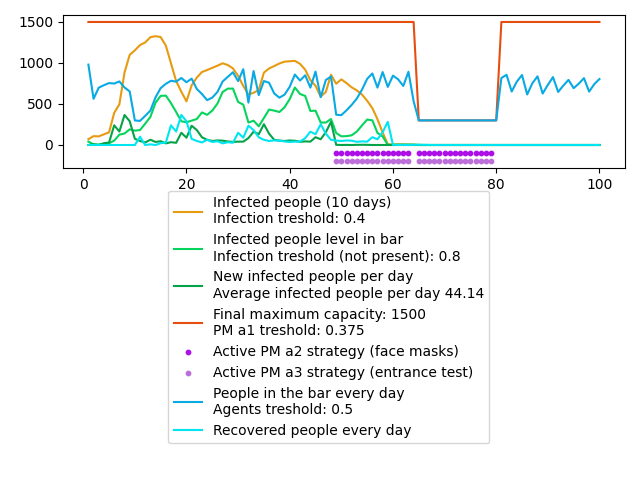 1500
1000
500
0
0 20 40 60 80 100
Infected people (10 days)
Infection treshold: 0.4
Infected people level in bar
Infection treshold (not present): 0.8
New infected people per day
Average infected people per day 44.14
Final maximum capacity: 1500
PM a1 treshold: 0.375
Active PM a2 strategy (face masks)
Active PM a3 strategy (entrance test)
People in the bar every day
Agents treshold: 0.5
Recovered people every day